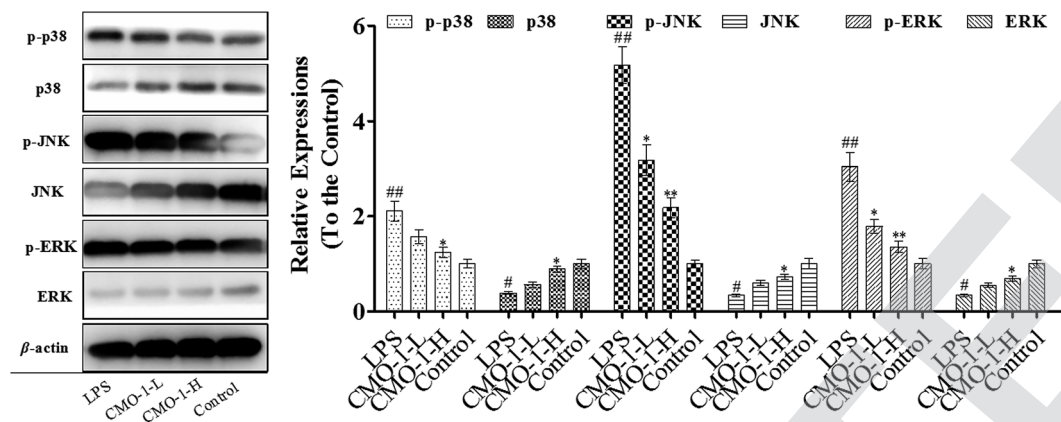 p-p38
p38
p-JNK
JNK
p-ERK
ERK
β-actin
LPS CMO-1-L CMO-1-H Control
Relative Expressions
(To the Control)
6
4
2
0
p-p38 p38 p-JNK JNK p-ERK ERK
## *
# *
## * **
# *
## * **
# *
LPS CMO-1-L CMO-1-H Control LPS CMO-1-L CMO-1-H Control LPS CMO-1-L CMO-1-H Control LPS CMO-1-L CMO-1-H Control LPS CMO-1-L CMO-1-H Control LPS CMO-1-L CMO-1-H Control